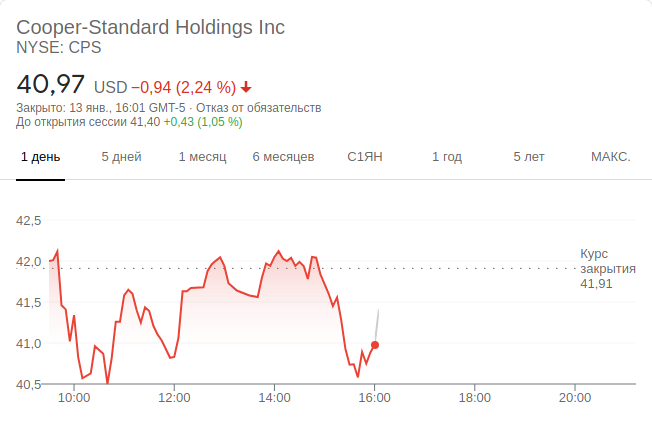 Cooper-Standard Holdings Inc
NYSE: CPS
40,97 USD −0,94 (2,24 %)
Закрыто: 13 янв., 16:01 GMT-5 · Отказ от обязательств
До открытия сессии 41,40 +0,43 (1,05 %)
1 день 5 дней 1 месяц 6 месяцев С1ЯН 1 год 5 лет МАКС.
42,5
42,0
41,5
41,0
40,5
Курс
закрытия
41,91
10:00 12:00 14:00 16:00 18:00 20:00